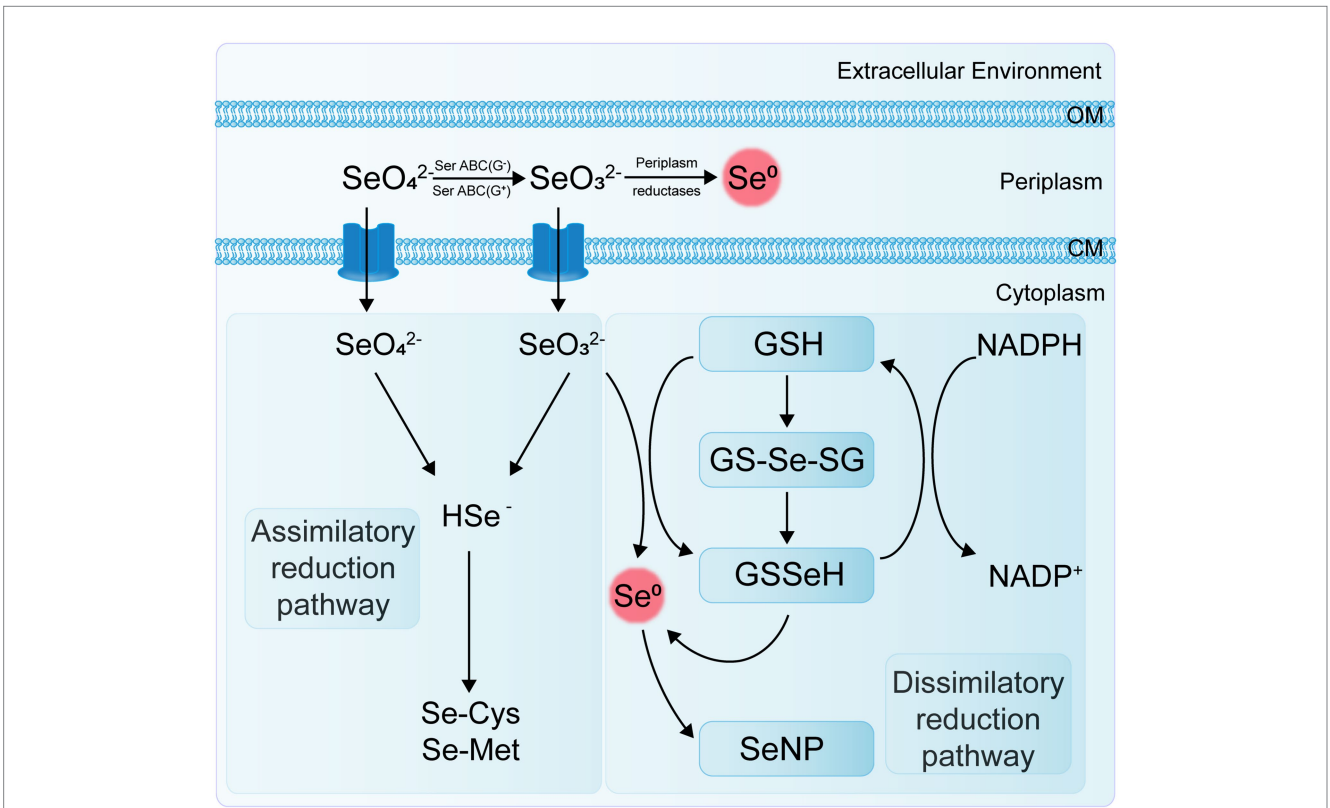 Extracellular Environment
OM
SeO₄²⁻ Ser ABC(G⁻) SeO₃²⁻ Periplasm Se⁰
Ser ABC(G⁺) reductases
Periplasm
CM
Cytoplasm
SeO₄²⁻ SeO₃²⁻ GSH NADPH
GS-Se-SG
HSe⁻
Assimilatory
reduction
pathway
GSSeH
NADP⁺
Se⁰
Se-Cys
Se-Met
SeNP
Dissimilatory
reduction
pathway